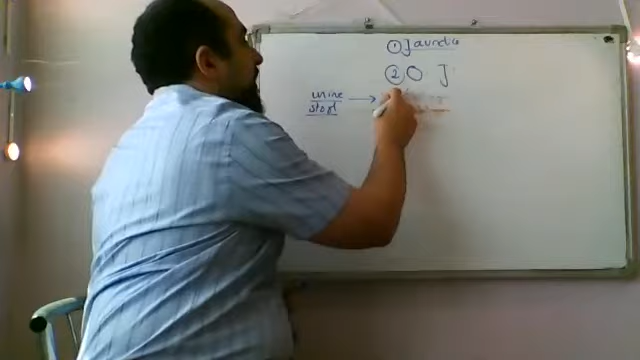 ① Jaundice
② O J
urine →
stool